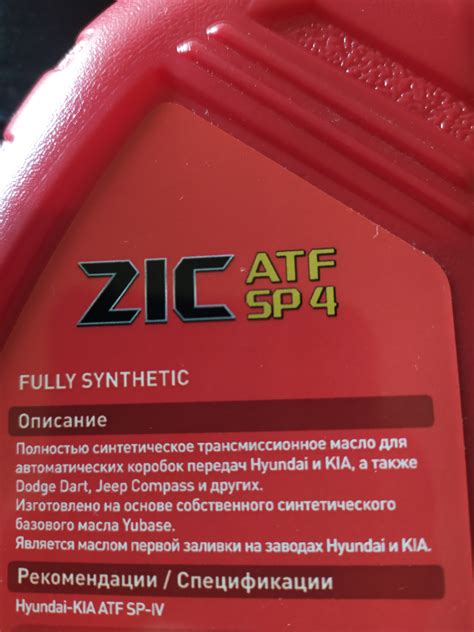 ZIC ATF
SP 4
FULLY SYNTHETIC
Описание
Полностью синтетическое трансмиссионное масло для
автоматических коробок передач Hyundai и KIA, а также
Dodge Dart, Jeep Compass и других.
Изготовлено на основе собственного синтетического
базового масла Yubase.
Является маслом первой заливки на заводах Hyundai и KIA.
Рекомендации / Спецификации
Hyundai-KIA ATF SP-IV